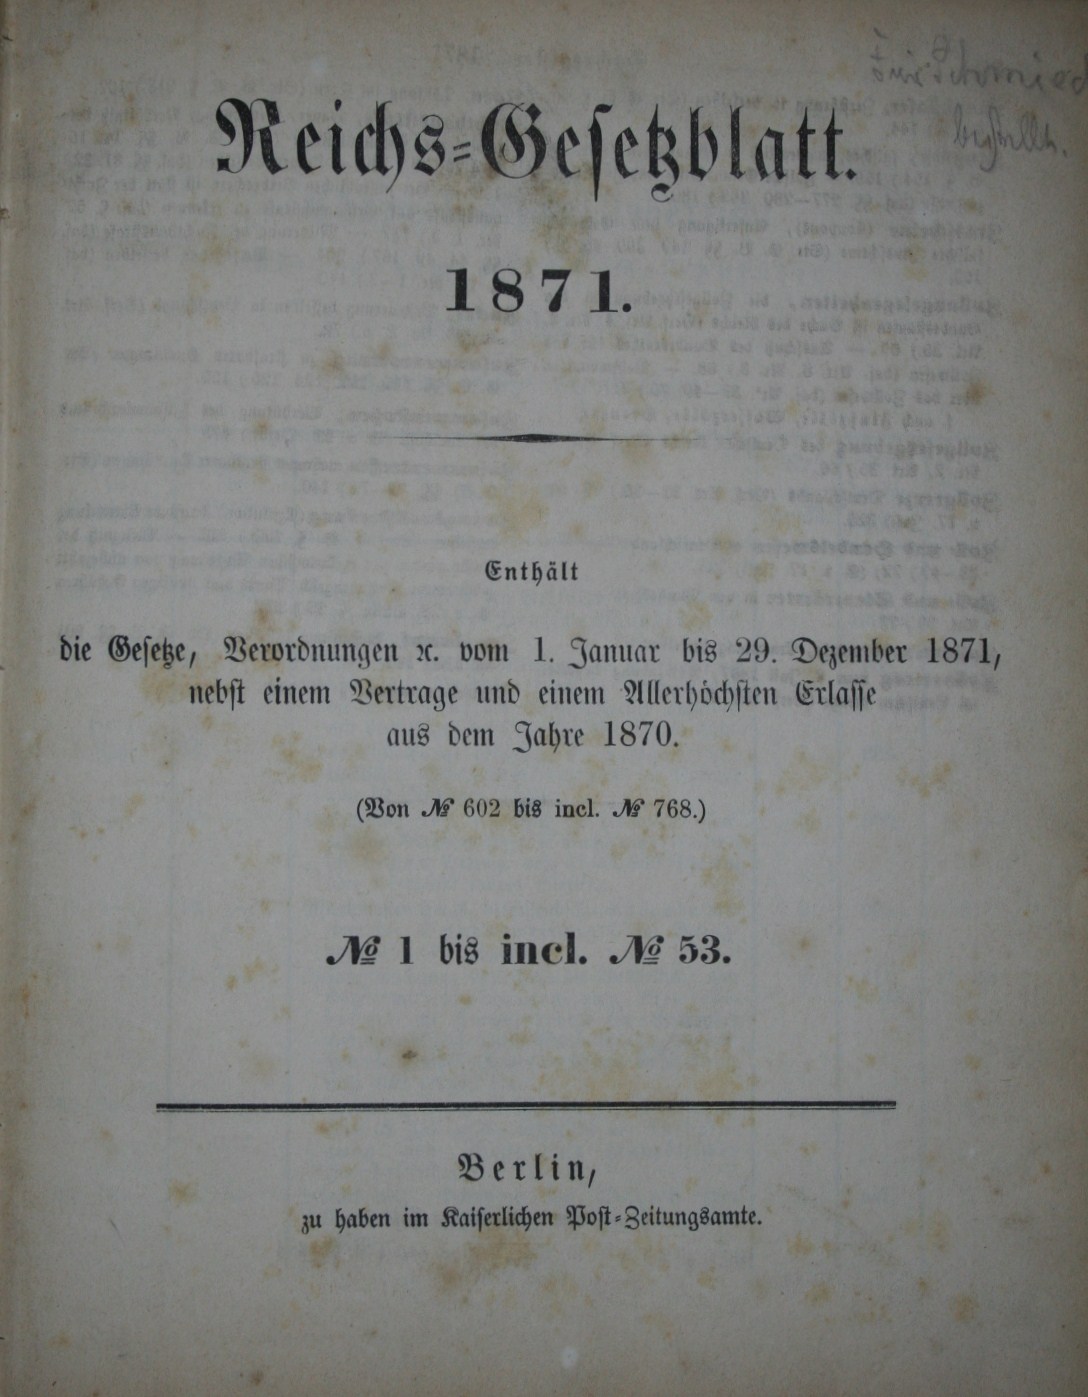 Reichs-Gesetzblatt.
1871.
Enthält
die Gesetze, Verordnungen ꝛc. vom 1. Januar bis 29. Dezember 1871,
nebst einem Vertrage und einem Allerhöchsten Erlasse
aus dem Jahre 1870.
(Von № 602 bis incl. № 768.)
№ 1 bis incl. № 53.
Berlin,
zu haben im Kaiserlichen Post-Zeitungsamte.